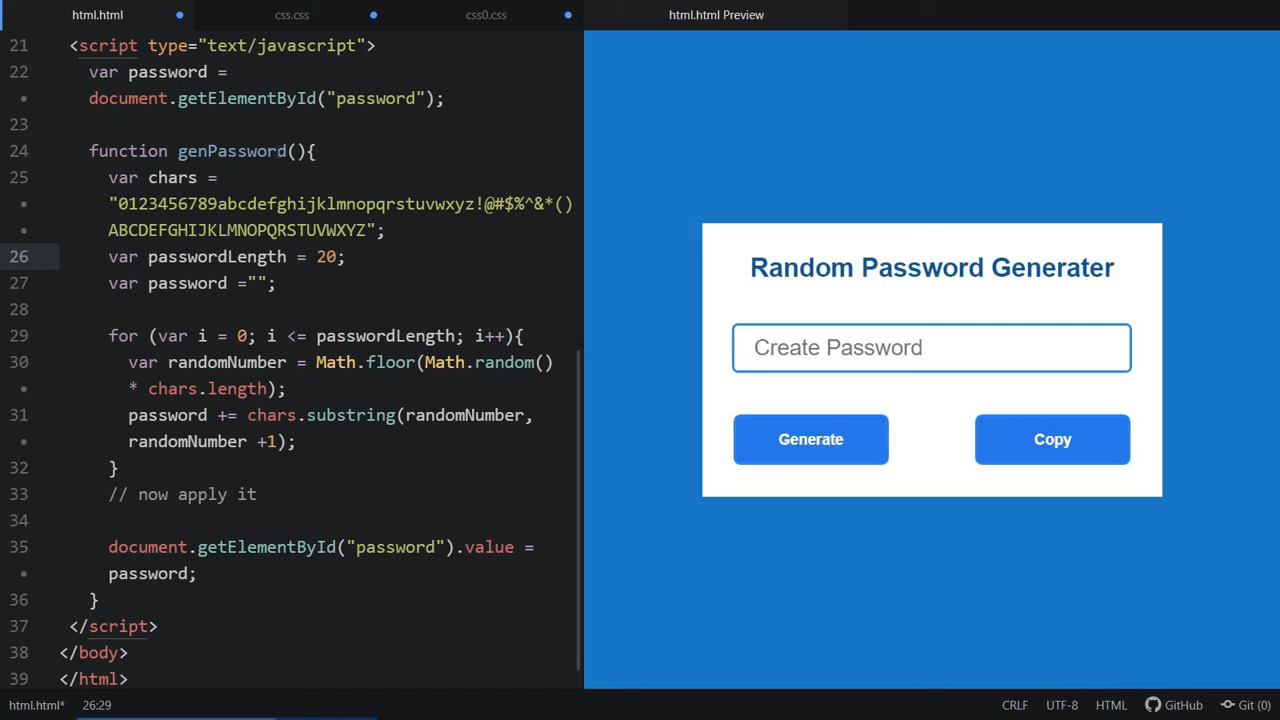 html.html
css.css
css0.css
html.html Preview
21 <script type="text/javascript">
22 var password =
• document.getElementById("password");
23
24 function genPassword(){
25 var chars =
• "0123456789abcdefghijklmnopqrstuvwxyz!@#$%^&*()
• ABCDEFGHIJKLMNOPQRSTUVWXYZ";
26 var passwordLength = 20;
27 var password ="";
28
29 for (var i = 0; i <= passwordLength; i++){
30 var randomNumber = Math.floor(Math.random()
• * chars.length);
31 password += chars.substring(randomNumber,
• randomNumber +1);
32 }
33 // now apply it
34
35 document.getElementById("password").value =
• password;
36 }
37 </script>
38 </body>
39 </html>
Random Password Generater
Create Password
Generate
Copy
html.html* 26:29
CRLF UTF-8 HTML GitHub Git (0)